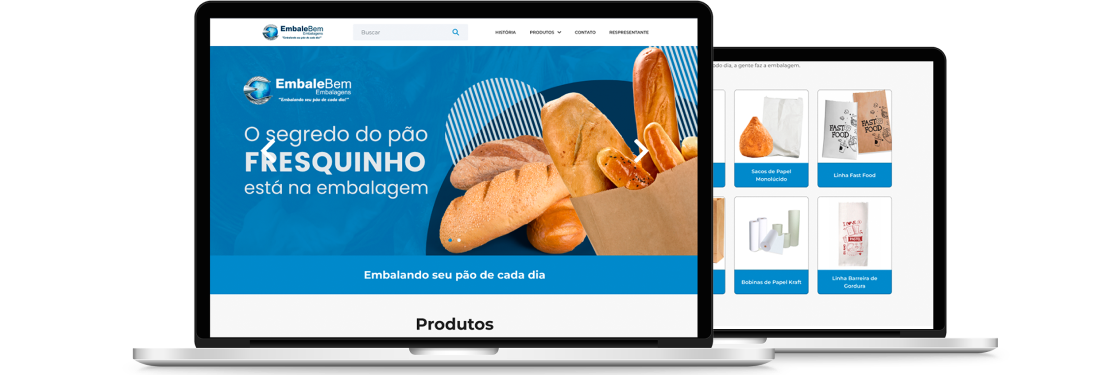 EmbaleBem
Embalagens
"Embalando seu pão de cada dia!"
Buscar
HISTÓRIA
PRODUTOS
CONTATO
RESPRESENTANTE
EmbaleBem
Embalagens
"Embalando seu pão de cada dia!"
O segredo do pão
FRESQUINHO
está na embalagem
Embalando seu pão de cada dia
Produtos
dia, a gente faz a embalagem.
FAST
FOOD
FAST
FOOD
Sacos de Papel
Monolúcido
Linha Fast Food
Bobinas de Papel Kraft
Linha Barreira de
Gordura